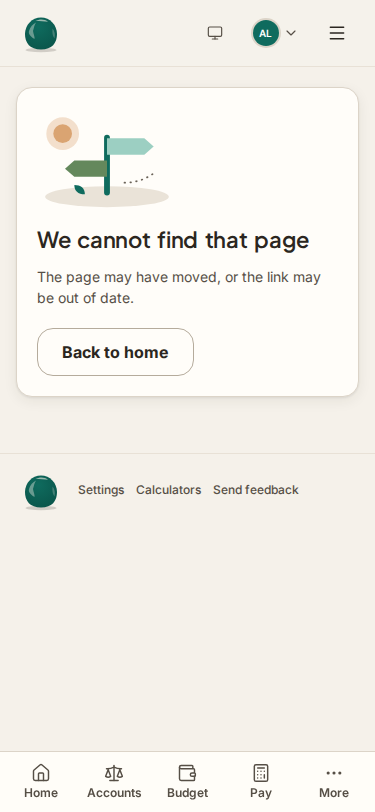 AL
We cannot find that page
The page may have moved, or the link may
be out of date.
Back to home
Settings Calculators Send feedback
Home Accounts Budget Pay More